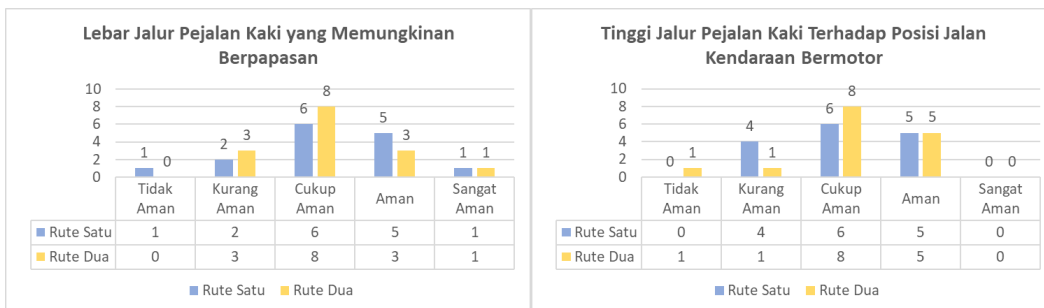 Lebar Jalur Pejalan Kaki yang Memungkinan
Berpapasan
10
8
6
4
2
0
1 0
2 3
6 8
5 3
1 1
Tidak Aman
Kurang Aman
Cukup Aman
Aman
Sangat Aman
Rute Satu 1 2 6 5 1
Rute Dua 0 3 8 3 1
Rute Satu Rute Dua
Tinggi Jalur Pejalan Kaki Terhadap Posisi Jalan
Kendaraan Bermotor
10
8
6
4
2
0
0 1
4 1
6 8
5 5
0 0
Tidak Aman
Kurang Aman
Cukup Aman
Aman
Sangat Aman
Rute Satu 0 4 6 5 0
Rute Dua 1 1 8 5 0
Rute Satu Rute Dua